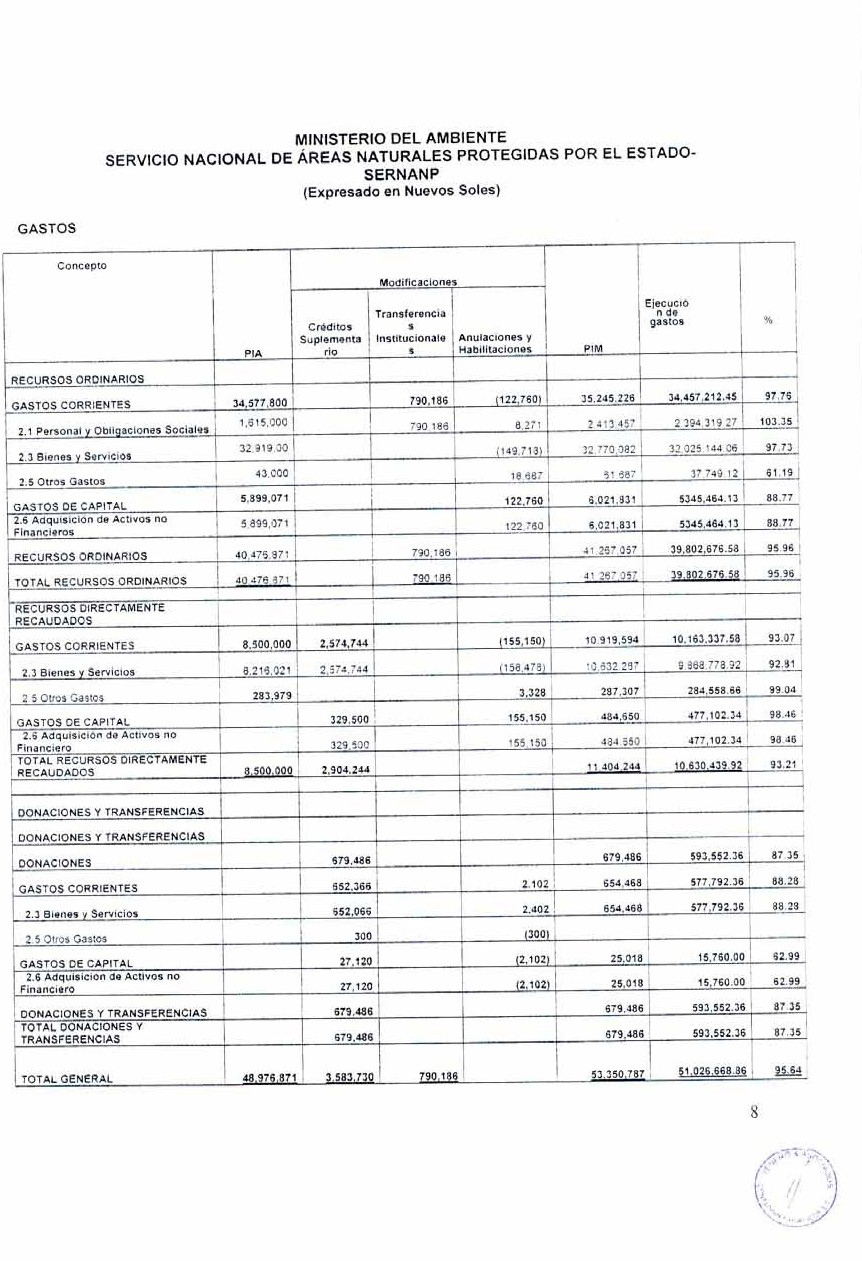 MINISTERIO DEL AMBIENTE
SERVICIO NACIONAL DE ÁREAS NATURALES PROTEGIDAS POR EL ESTADO-
SERNANP
(Expresado en Nuevos Soles)
GASTOS
Concepto PIA Modificaciones PIM Ejecució n de gastos %
Créditos Suplementa rio Transferencia s Institucionale s Anulaciones y Habilitaciones
RECURSOS ORDINARIOS
GASTOS CORRIENTES 34,577,800 790,186 (122,760) 35,245,226 34,457,212.45 97.76
2.1 Personal y Obligaciones Sociales 1,615,000 790,186 8,271 2,413,457 2,394,319.27 103.35
2.3 Bienes y Servicios 32,919,00 (149,718) 32,770,082 32,025,144.06 97.73
2.5 Otros Gastos 43,000 18,687 61,687 37,749.12 61.19
GASTOS DE CAPITAL 5,899,071 122,760 6,021,831 5345,464.13 88.77
2.6 Adquisición de Activos no
Financieros 5,899,071 122,760 6,021,831 5345,464.13 88.77
RECURSOS ORDINARIOS 40,476,871 790,186 41,267,057 39,802,676.58 95.96
TOTAL RECURSOS ORDINARIOS 40,476,871 790,186 41,267,057 39,802,676.58 95.96
RECURSOS DIRECTAMENTE
RECAUDADOS
GASTOS CORRIENTES 8,500,000 2,574,744 (155,150) 10,919,594 10,163,337.58 93.07
2.3 Bienes y Servicios 8,216,021 2,574,744 (158,478) 10,632,287 9,868,778.92 92.81
2.5 Otros Gastos 283,979 3,328 287,307 284,558.66 99.04
GASTOS DE CAPITAL 329,500 155,150 484,650 477,102.34 98.46
2.6 Adquisición de Activos no
Financiero 329,500 155,150 484,650 477,102.34 98.46
TOTAL RECURSOS DIRECTAMENTE
RECAUDADOS 8,500,000 2,904,244 11,404,244 10,630,439.92 93.21
DONACIONES Y TRANSFERENCIAS
DONACIONES Y TRANSFERENCIAS
DONACIONES 679,486 679,486 593,552.36 87.35
GASTOS CORRIENTES 652,366 2,102 654,468 577,792.36 88.28
2.3 Bienes y Servicios 652,066 2,402 654,468 577,792.36 88.28
2.5 Otros Gastos 300 (300)
GASTOS DE CAPITAL 27,120 (2,102) 25,018 15,760.00 62.99
2.6 Adquisición de Activos no
Financiero 27,120 (2,102) 25,018 15,760.00 62.99
DONACIONES Y TRANSFERENCIAS 679,486 679,486 593,552.36 87.35
TOTAL DONACIONES Y
TRANSFERENCIAS 679,486 679,486 593,552.36 87.35
TOTAL GENERAL 48,976,871 3,583,730 790,186 53,350,787 51,026,668.86 95.64
8